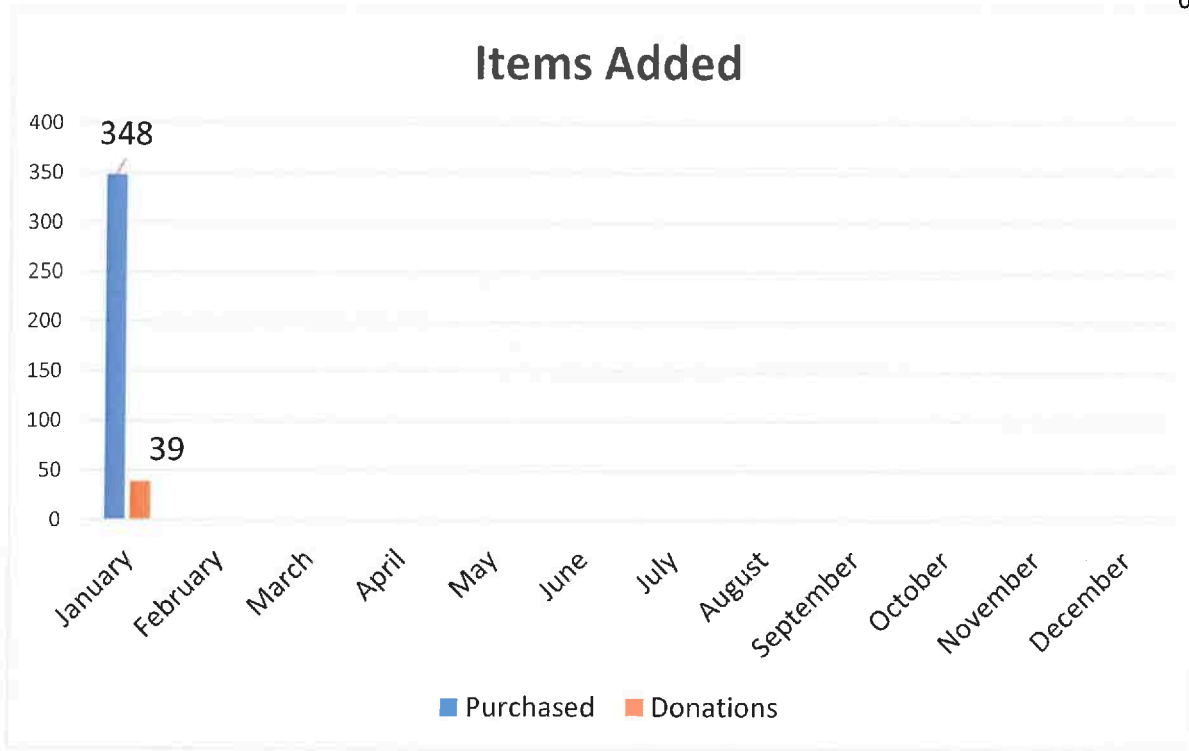 Items Added
400
350
300
250
200
150
100
50
0
348
39
January
February
March
April
May
June
July
August
September
October
November
December
Purchased Donations